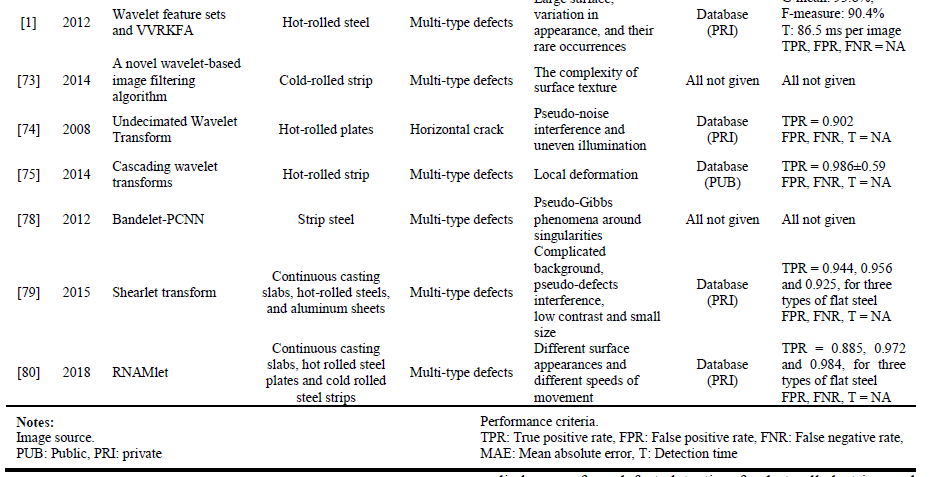 [1] 2012 Wavelet feature sets and VVRKFA Hot-rolled steel Multi-type defects Large surface, variation in appearance, and their rare occurrences Database (PRI) F-measure: 90.4% T: 86.5 ms per image TPR, FPR, FNR = NA
[73] 2014 A novel wavelet-based image filtering algorithm Cold-rolled strip Multi-type defects The complexity of surface texture All not given All not given
[74] 2008 Undecimated Wavelet Transform Hot-rolled plates Horizontal crack Pseudo-noise interference and uneven illumination Database (PRI) TPR = 0.902 FPR, FNR, T = NA
[75] 2014 Cascading wavelet transforms Hot-rolled strip Multi-type defects Local deformation Database (PUB) TPR = 0.986±0.59 FPR, FNR, T = NA
[78] 2012 Bandelet-PCNN Strip steel Multi-type defects Pseudo-Gibbs phenomena around singularities All not given All not given
[79] 2015 Shearlet transform Continuous casting slabs, hot-rolled steels, and aluminum sheets Multi-type defects Complicated background, pseudo-defects interference, low contrast and small size Database (PRI) TPR = 0.944, 0.956 and 0.925, for three types of flat steel FPR, FNR, T = NA
[80] 2018 RNAMlet Continuous casting slabs, hot rolled steel plates and cold rolled steel strips Multi-type defects Different surface appearances and different speeds of movement Database (PRI) TPR = 0.885, 0.972 and 0.984, for three types of flat steel FPR, FNR, T = NA
Notes:
Image source.
PUB: Public, PRI: private
Performance criteria.
TPR: True positive rate, FPR: False positive rate, FNR: False negative rate,
MAE: Mean absolute error, T: Detection time